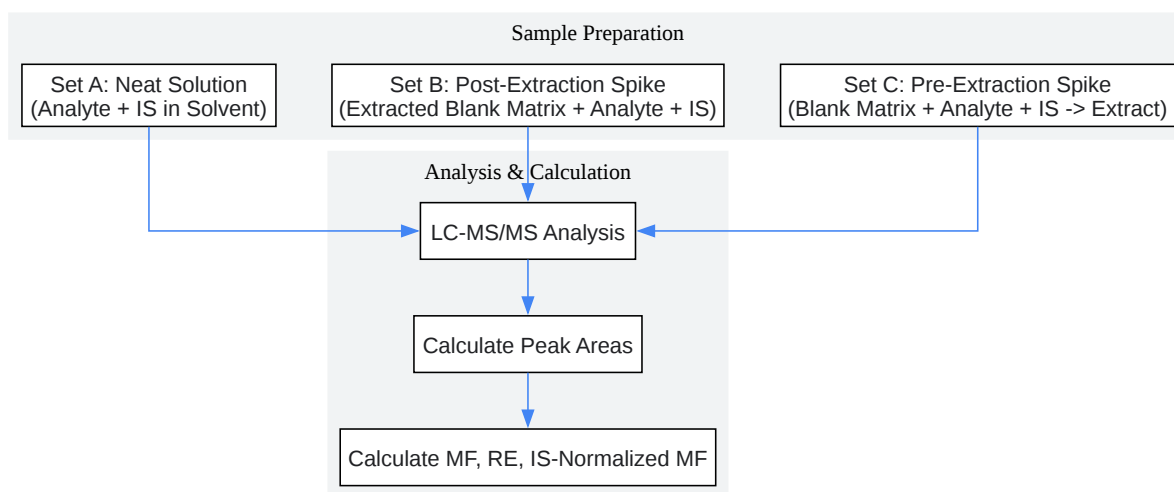 Sample Preparation
Set A: Neat Solution
(Analyte + IS in Solvent)
Set B: Post-Extraction Spike
(Extracted Blank Matrix + Analyte + IS)
Set C: Pre-Extraction Spike
(Blank Matrix + Analyte + IS -> Extract)
Analysis & Calculation
LC-MS/MS Analysis
Calculate Peak Areas
Calculate MF, RE, IS-Normalized MF